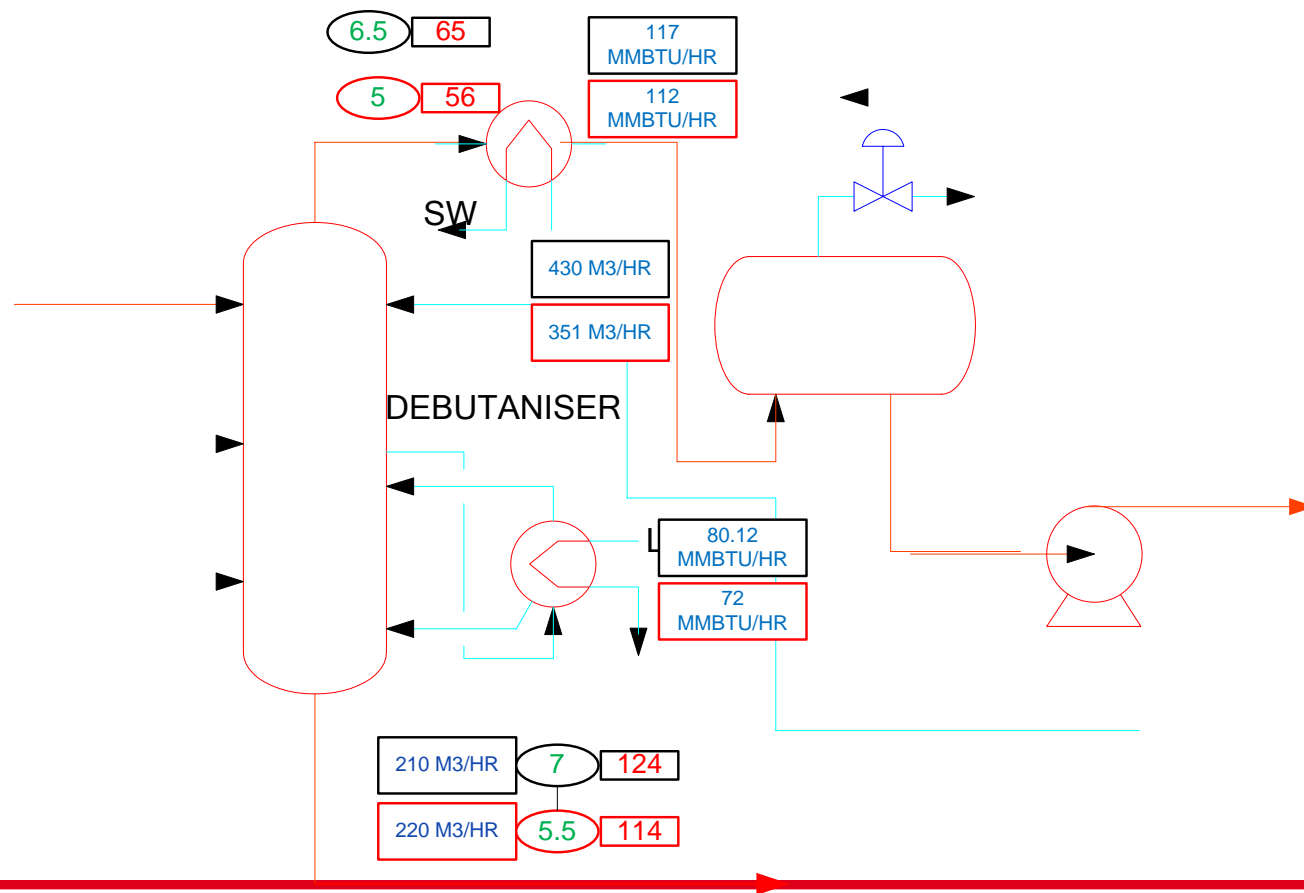 6.5 65
117
MMBTU/HR
5 56
112
MMBTU/HR
SW
430 M3/HR
351 M3/HR
DEBUTANISER
80.12
MMBTU/HR
72
MMBTU/HR
210 M3/HR 7 124
220 M3/HR 5.5 114